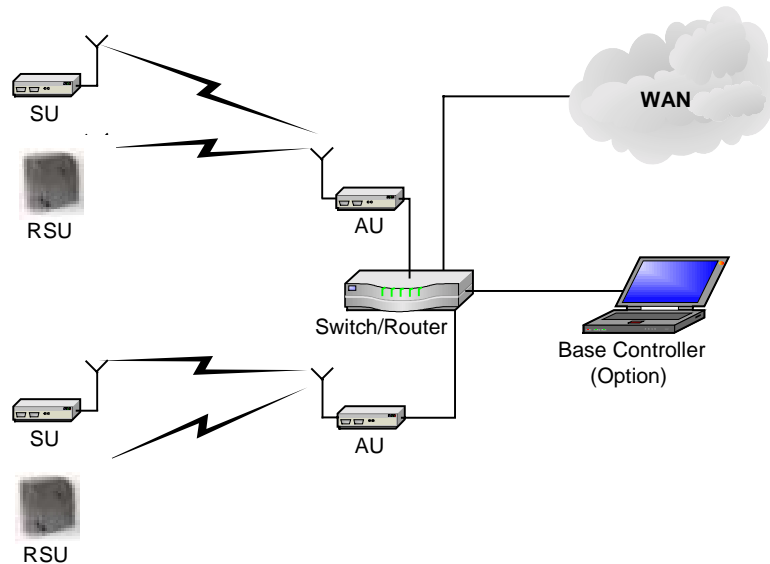 SU
WAN
RSU
AU
Switch/Router
Base Controller
(Option)
SU
AU
RSU